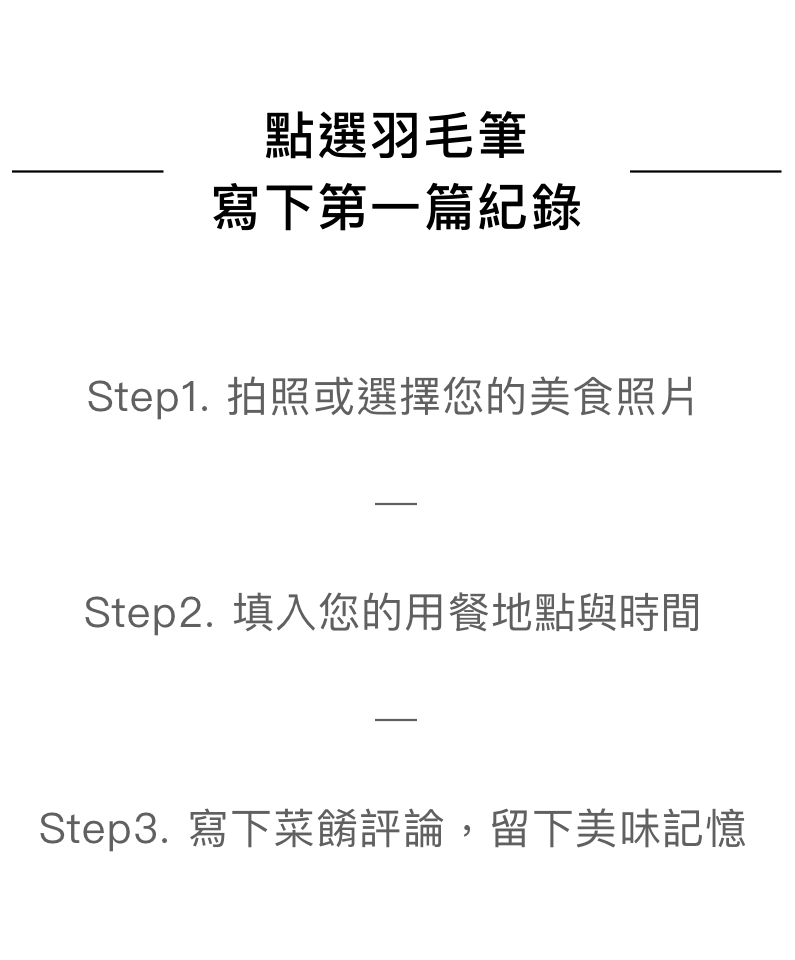 點選羽毛筆
寫下第一篇紀錄
Step1. 拍照或選擇您的美食照片
Step2. 填入您的用餐地點與時間
Step3. 寫下菜餚評論，留下美味記憶